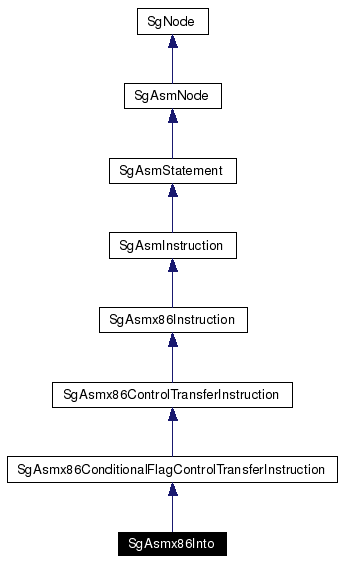 SgNode
SgAsmNode
SgAsmStatement
SgAsmInstruction
SgAsmx86Instruction
SgAsmx86ControlTransferInstruction
SgAsmx86ConditionalFlagControlTransferInstruction
SgAsmx86Into